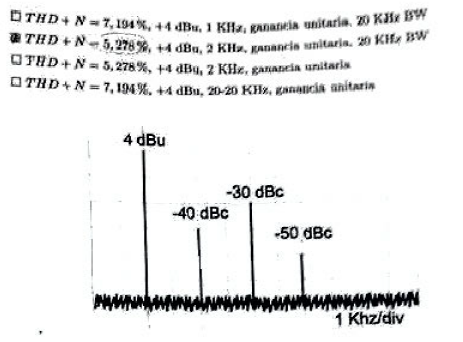 THD + N = 7,194%, +4 dBu, 1 KHz, ganancia unitaria, 20 KHz BW
THD + N = 5,278%, +4 dBu, 2 KHz, ganancia unitaria, 20 KHz BW
THD + N = 5,278%, +4 dBu, 2 KHz, ganancia unitaria
THD + N = 7,194%, +4 dBu, 20-20 KHz, ganancia unitaria
4 dBu
-30 dBc
-40 dBc
-50 dBc
1 Khz/div